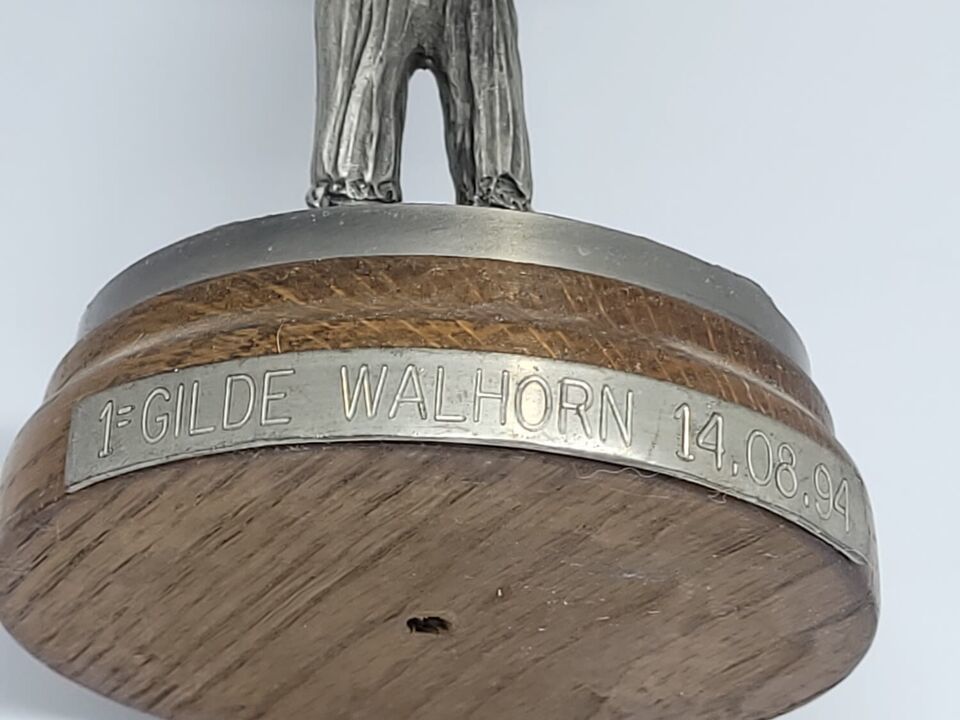 1= GILDE WALHORN 14.08.94